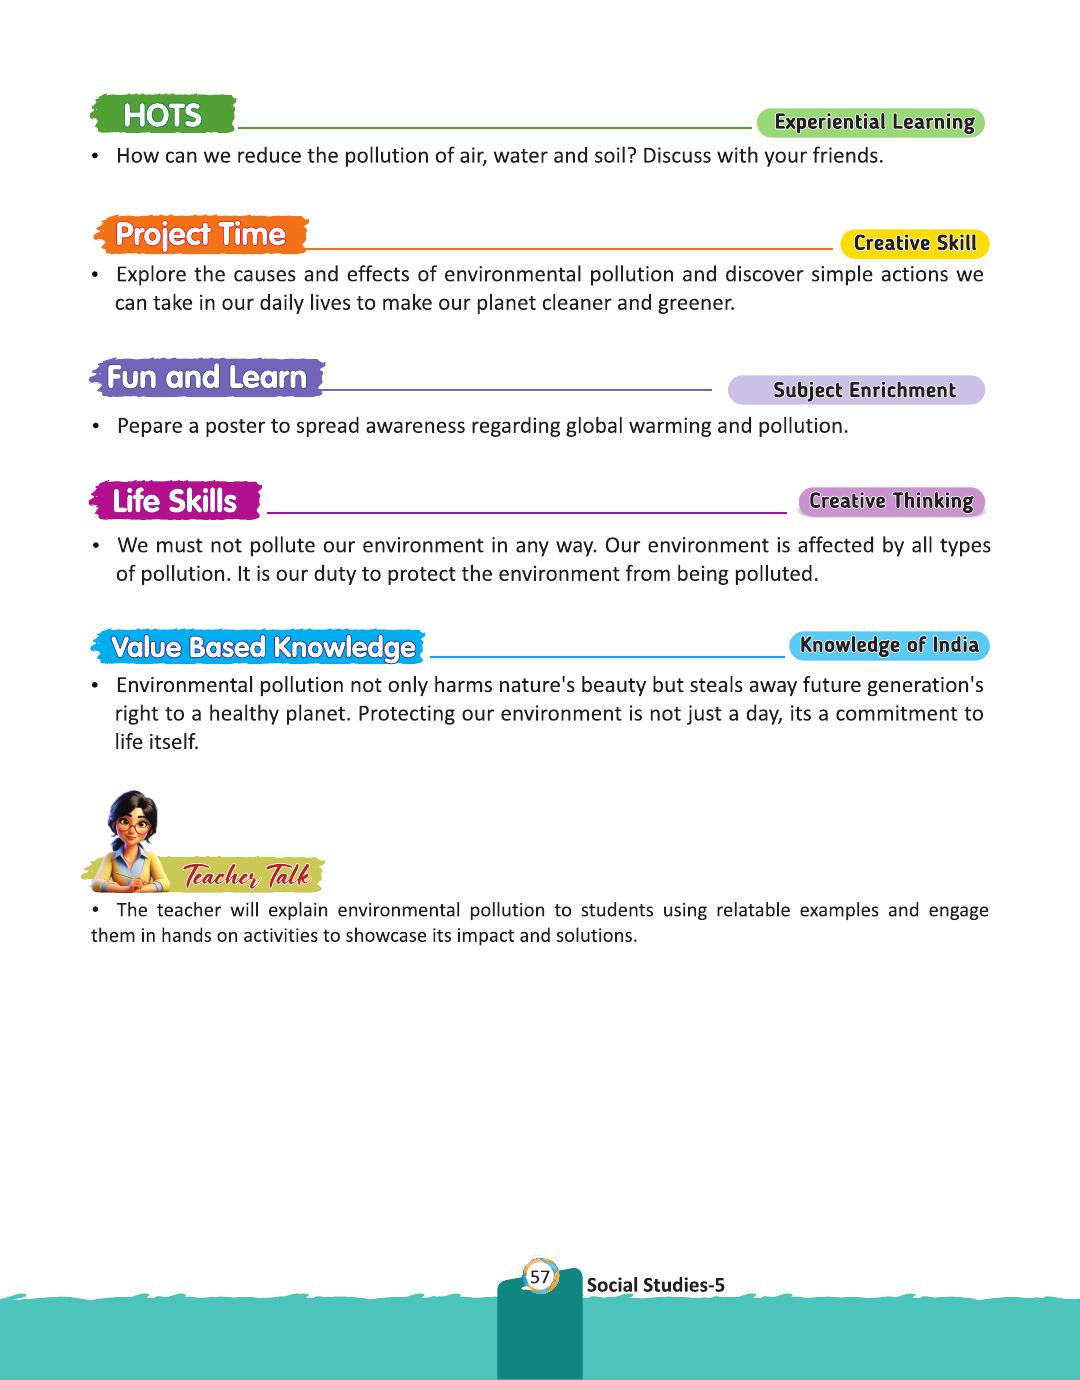 HOTS
Experiential Learning
• How can we reduce the pollution of air, water and soil? Discuss with your friends.
Project Time
Creative Skill
• Explore the causes and effects of environmental pollution and discover simple actions we
can take in our daily lives to make our planet cleaner and greener.
Fun and Learn
Subject Enrichment
• Pepare a poster to spread awareness regarding global warming and pollution.
Life Skills
Creative Thinking
• We must not pollute our environment in any way. Our environment is affected by all types
of pollution. It is our duty to protect the environment from being polluted.
Value Based Knowledge
Knowledge of India
• Environmental pollution not only harms nature's beauty but steals away future generation's
right to a healthy planet. Protecting our environment is not just a day, its a commitment to
life itself.
Teacher Talk
• The teacher will explain environmental pollution to students using relatable examples and engage
them in hands on activities to showcase its impact and solutions.
57
Social Studies-5